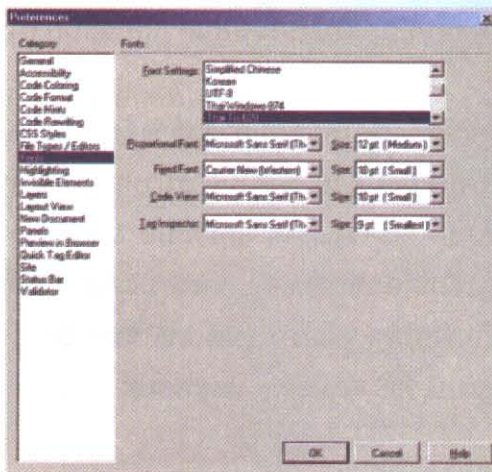 Preferences
Category
General
Accessibility
Code Coloring
Code Format
Code Hints
Code Rewriting
CSS Styles
File Types / Editors
Fonts
Highlighting
Invisible Elements
Layers
Layout View
New Document
Panels
Preview in Browser
Quick Tag Editor
Site
Status Bar
Validator
Fonts
Font Settings: Simplified Chinese
Korean
UTF-8
Thai Windows-874
Proportional Font: Microsoft Sans Serif (Th Size: 12 pt (Medium)
Fixed Font: Courier New (Western) Size: 10 pt (Small)
Code View: Microsoft Sans Serif (Th Size: 10 pt (Small)
Tag Inspector: Microsoft Sans Serif (Th Size: 9 pt (Smallest)
OK Cancel Help